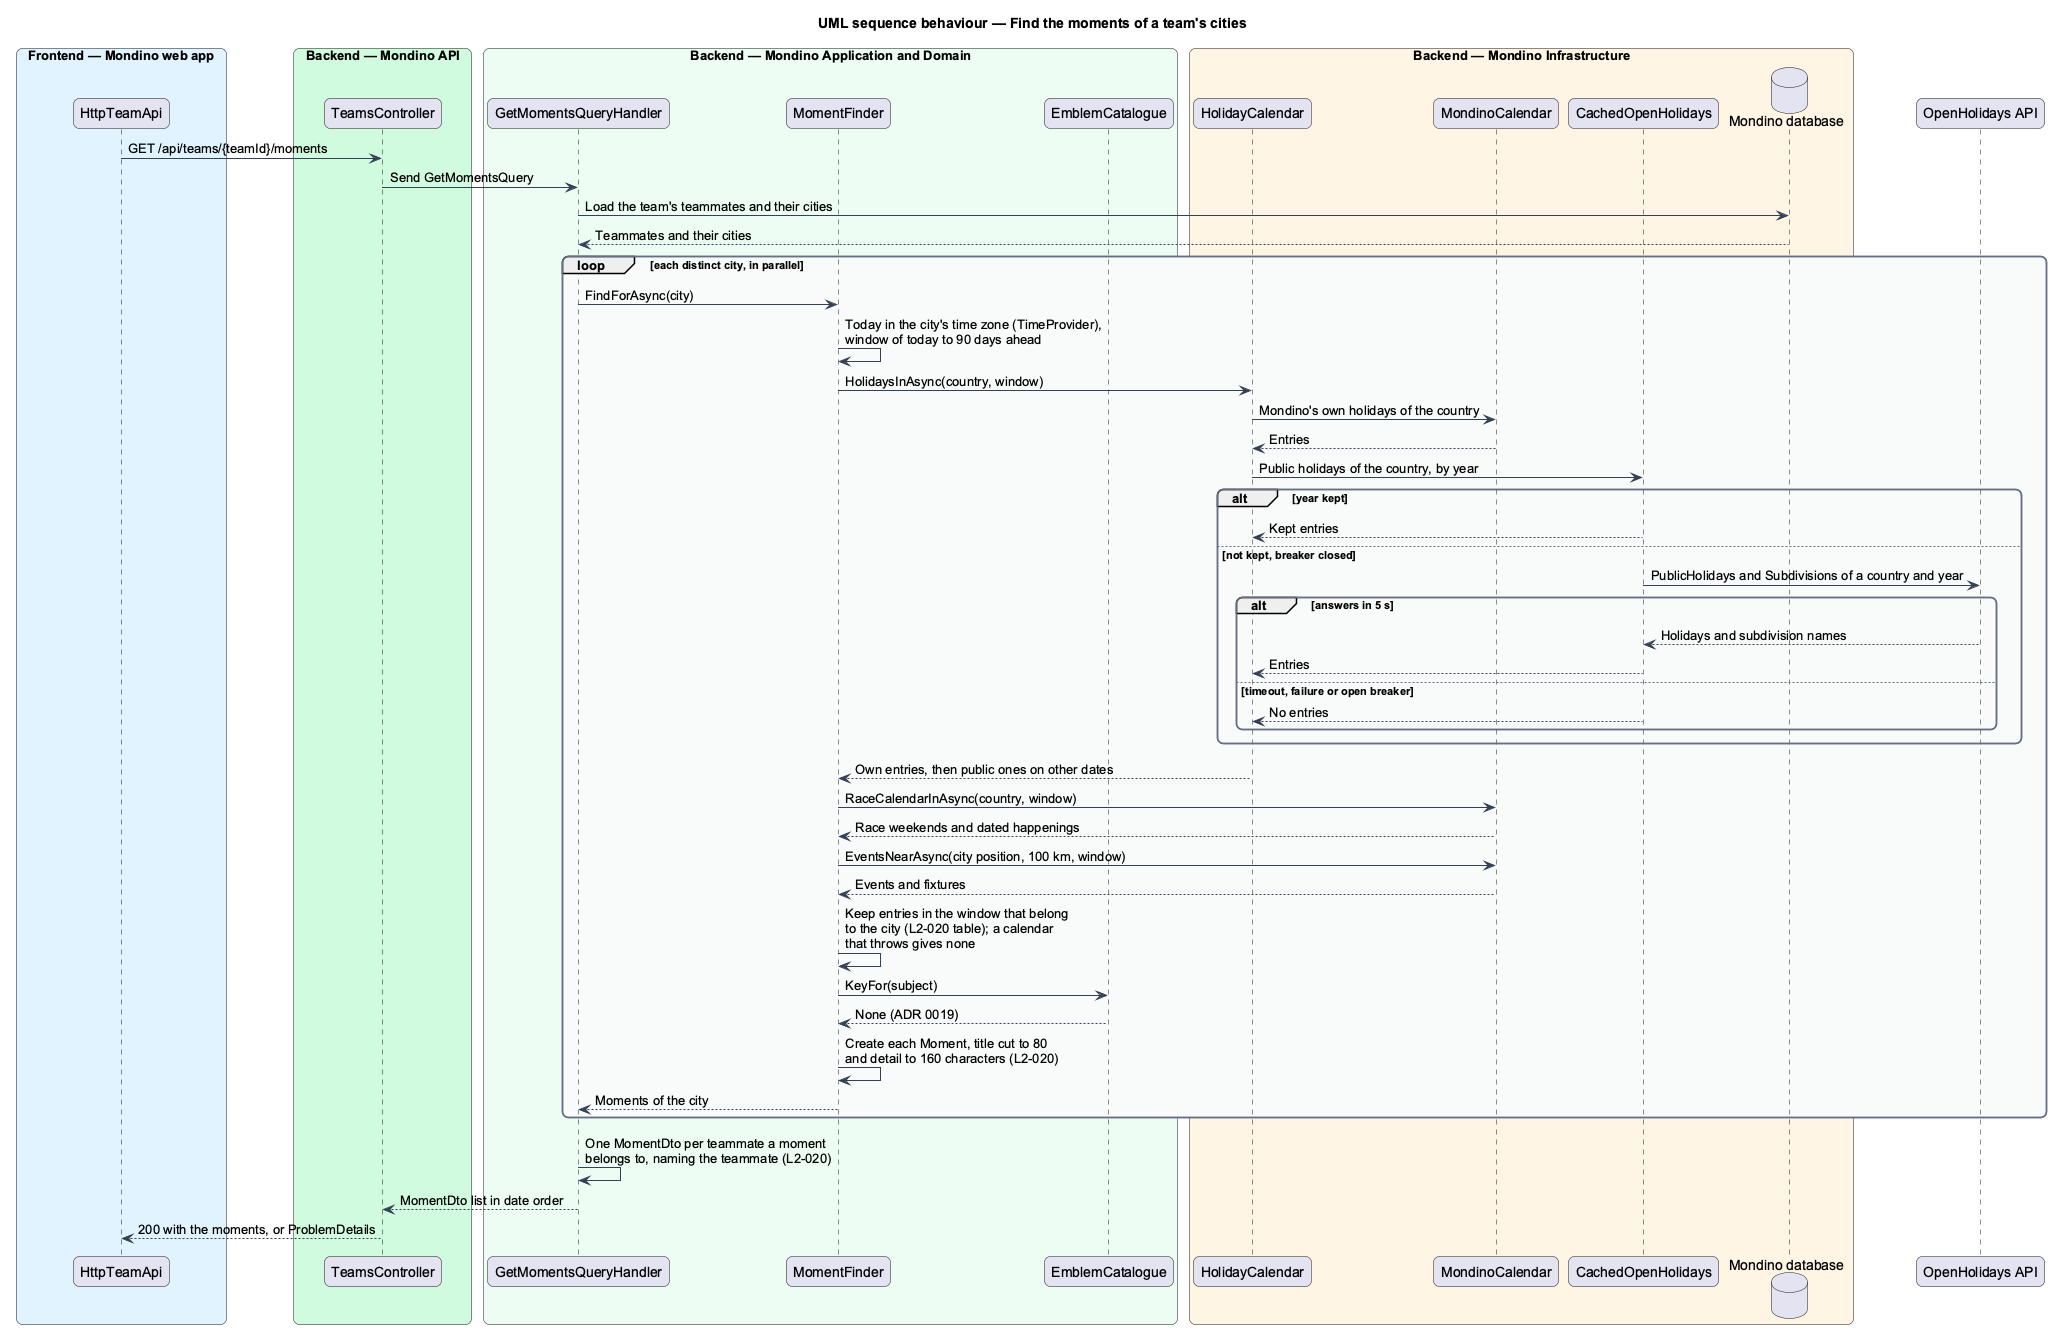 UML sequence behaviour — Find the moments of a team's cities
Frontend — Mondino web app
Backend — Mondino API
Backend — Mondino Application and Domain
Backend — Mondino Infrastructure
HttpTeamApi
TeamsController
GetMomentsQueryHandler
MomentFinder
EmblemCatalogue
HolidayCalendar
MondinoCalendar
CachedOpenHolidays
Mondino database
OpenHolidays API
GET /api/teams/{teamId}/moments
Send GetMomentsQuery
Load the team's teammates and their cities
Teammates and their cities
loop
[each distinct city, in parallel]
FindForAsync(city)
Today in the city's time zone (TimeProvider),
window of today to 90 days ahead
HolidaysInAsync(country, window)
Mondino's own holidays of the country
Entries
Public holidays of the country, by year
alt
[year kept]
Kept entries
[not kept, breaker closed]
PublicHolidays and Subdivisions of a country and year
alt
[answers in 5 s]
Holidays and subdivision names
Entries
[timeout, failure or open breaker]
No entries
Own entries, then public ones on other dates
RaceCalendarInAsync(country, window)
Race weekends and dated happenings
EventsNearAsync(city position, 100 km, window)
Events and fixtures
Keep entries in the window that belong
to the city (L2-020 table); a calendar
that throws gives none
KeyFor(subject)
None (ADR 0019)
Create each Moment, title cut to 80
and detail to 160 characters (L2-020)
Moments of the city
One MomentDto per teammate a moment
belongs to, naming the teammate (L2-020)
MomentDto list in date order
200 with the moments, or ProblemDetails
HttpTeamApi
TeamsController
GetMomentsQueryHandler
MomentFinder
EmblemCatalogue
HolidayCalendar
MondinoCalendar
CachedOpenHolidays
Mondino database
OpenHolidays API